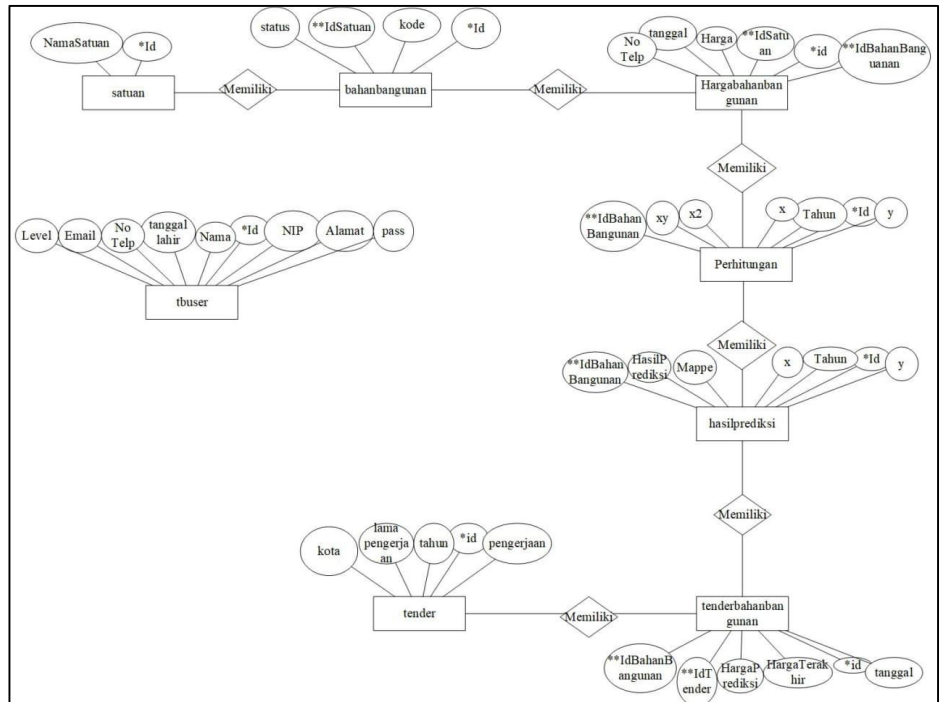 NamaSatuan
*Id
satuan
Memiliki
status
**IdSatuan
kode
*Id
bahanbangunan
Memiliki
No
Telp
tanggal
Harga
**IdSatu
an
*id
**IdBahanBang
uanan
Hargabahanban
gunan
Memiliki
**IdBahan
Bangunan
xy
x2
x
Tahun
*Id
y
Perhitungan
Level
Email
No
Telp
tanggal
lahir
Nama
*Id
NIP
Alamat
pass
tbuser
Memiliki
**IdBahan
Bangunan
HasilP
rediksi
Mappe
x
Tahun
*Id
y
hasilprediksi
Memiliki
kota
lama
pengerja
an
tahun
*id
pengerjaan
tender
Memiliki
tenderbahanban
gunan
**IdBahanB
angunan
**IdT
ender
HargaP
rediksi
HargaTerak
hir
*id
tanggal